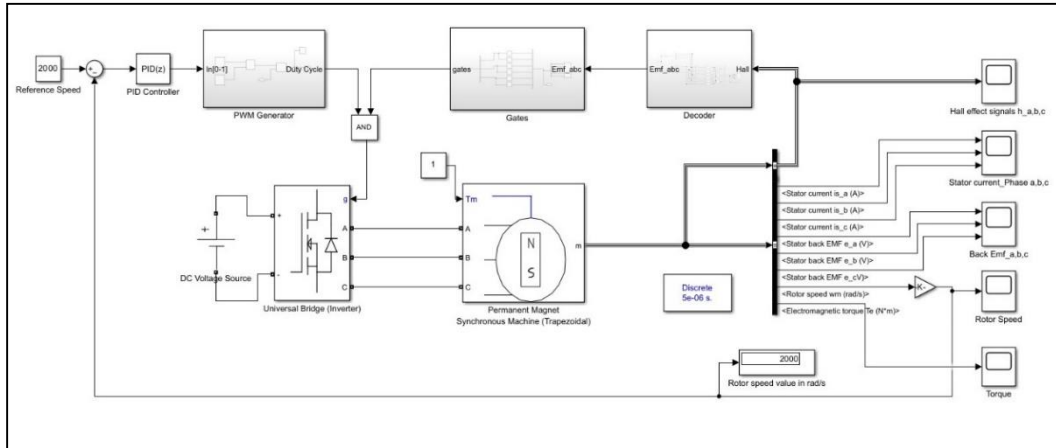 2000
Reference Speed
PID(z)
PID Controller
In[0-1]
Duty Cycle
PWM Generator
AND
gates
Emf_abc
Gates
Emf_abc
Hall
Decoder
Hall effect signals h_a,b,c
Stator current_Phase a,b,c
Back Emf_a,b,c
Rotor Speed
Torque
+
DC Voltage Source
+
-
g
A
B
C
Universal Bridge (Inverter)
1
Tm
A
B
C
N
S
m
Permanent Magnet
Synchronous Machine (Trapezoidal)
Discrete
5e-06 s.
<Stator current is_a (A)>
<Stator current is_b (A)>
<Stator current is_c (A)>
<Stator back EMF e_a (V)>
<Stator back EMF e_b (V)>
<Stator back EMF e_cV)>
<Rotor speed wm (rad/s)>
<Electromagnetic torque Te (N*m)>
-K-
2000
Rotor speed value in rad/s